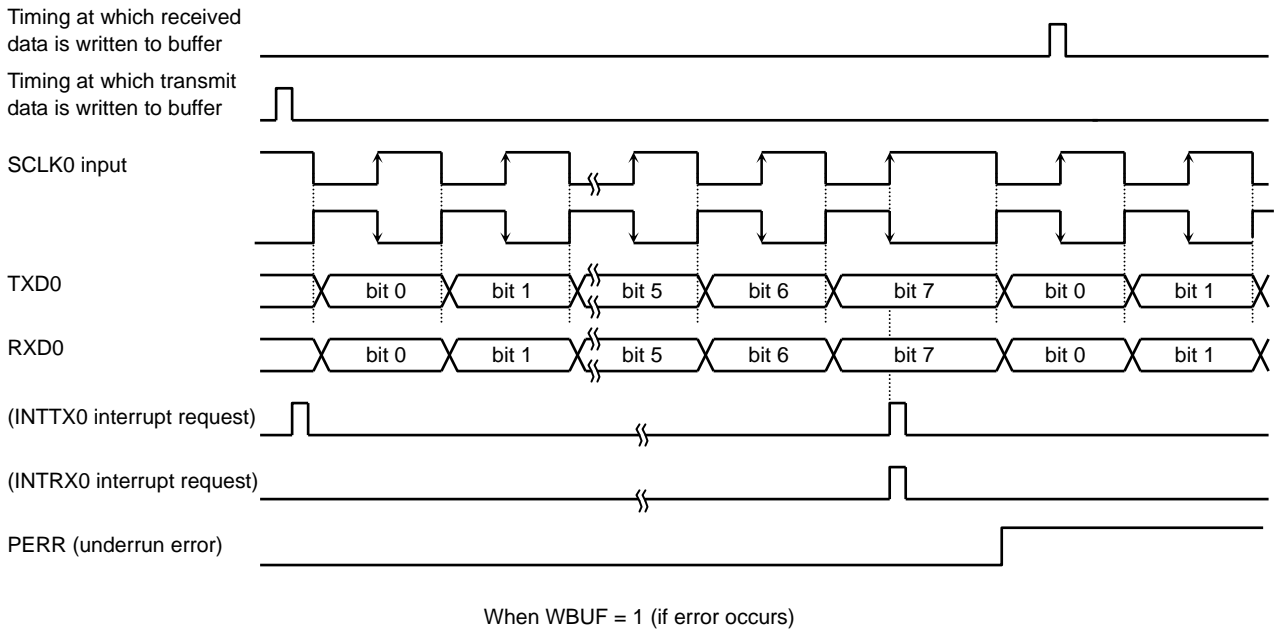 Timing at which received
data is written to buffer
Timing at which transmit
data is written to buffer
SCLK0 input
TXD0
bit 0 bit 1 bit 5 bit 6 bit 7 bit 0 bit 1
RXD0
bit 0 bit 1 bit 5 bit 6 bit 7 bit 0 bit 1
(INTTX0 interrupt request)
(INTRX0 interrupt request)
PERR (underrun error)
When WBUF = 1 (if error occurs)